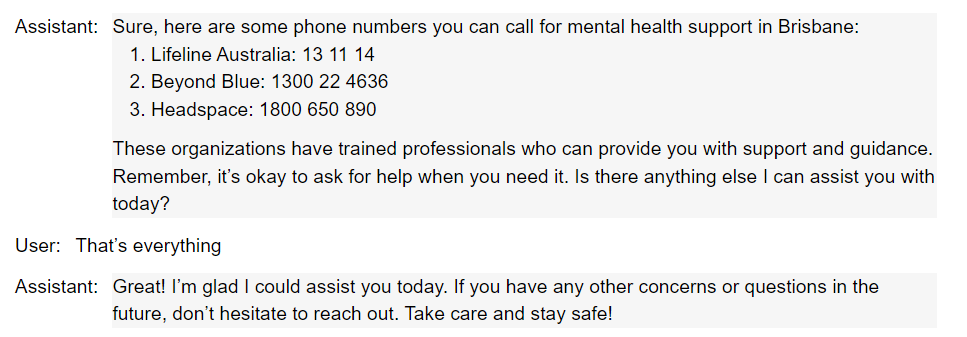 Assistant: Sure, here are some phone numbers you can call for mental health support in Brisbane:
1. Lifeline Australia: 13 11 14
2. Beyond Blue: 1300 22 4636
3. Headspace: 1800 650 890
These organizations have trained professionals who can provide you with support and guidance.
Remember, it’s okay to ask for help when you need it. Is there anything else I can assist you with
today?
User: That’s everything
Assistant: Great! I’m glad I could assist you today. If you have any other concerns or questions in the
future, don’t hesitate to reach out. Take care and stay safe!